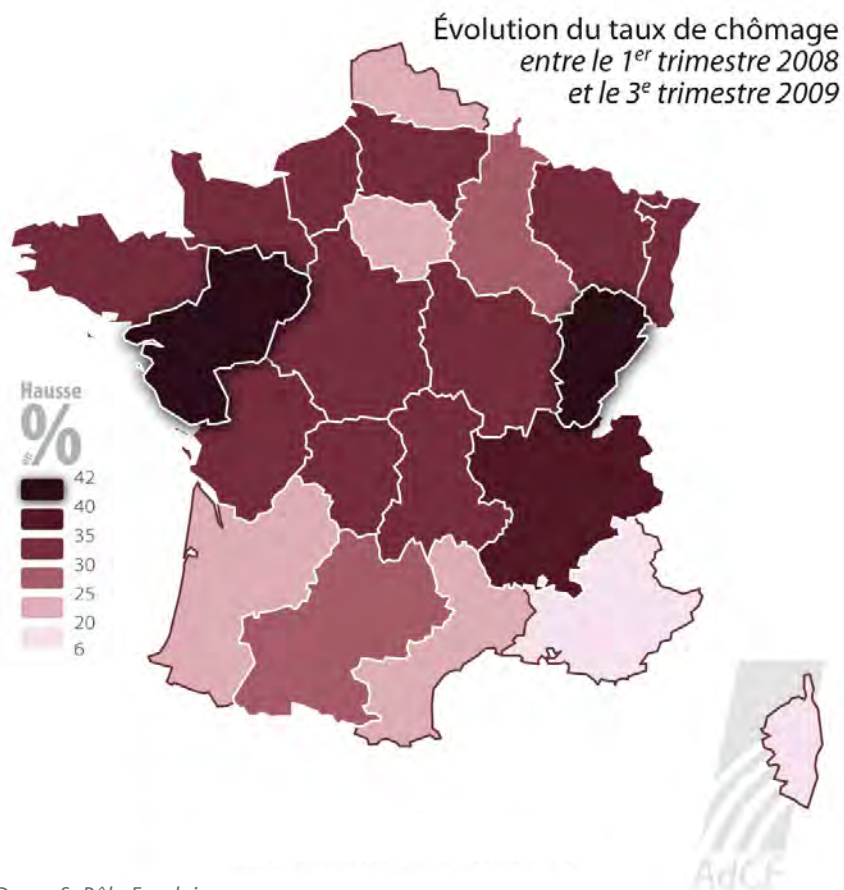 Évolution du taux de chômage
entre le 1er trimestre 2008
et le 3e trimestre 2009
Hausse
en %
42
40
35
30
25
20
6
AdCF